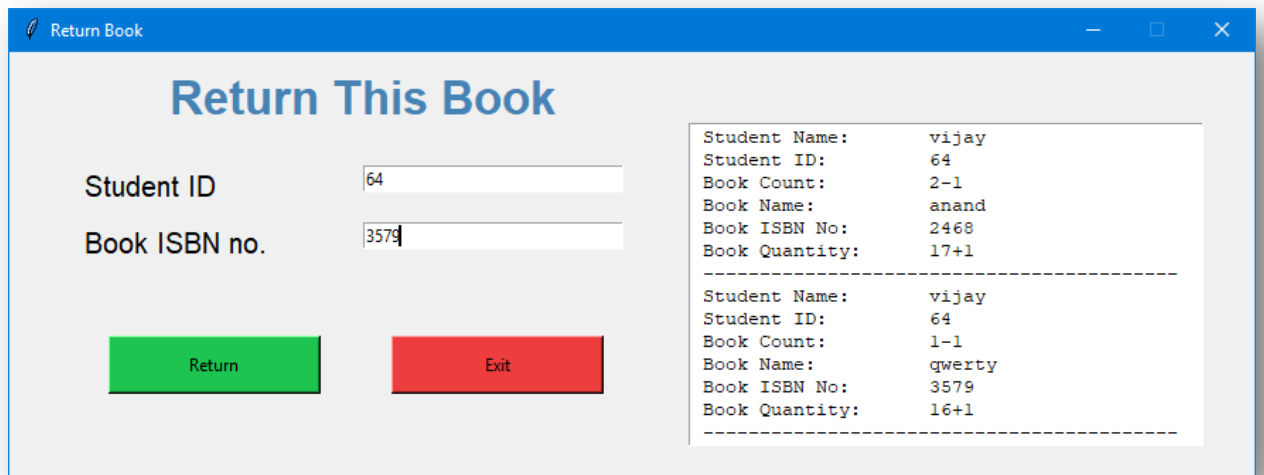 Return Book
Return This Book
Student ID 64
Book ISBN no. 3579
Return Exit
Student Name: vijay
Student ID: 64
Book Count: 2-1
Book Name: anand
Book ISBN No: 2468
Book Quantity: 17+1
------------------------------------------
Student Name: vijay
Student ID: 64
Book Count: 1-1
Book Name: qwerty
Book ISBN No: 3579
Book Quantity: 16+1
------------------------------------------